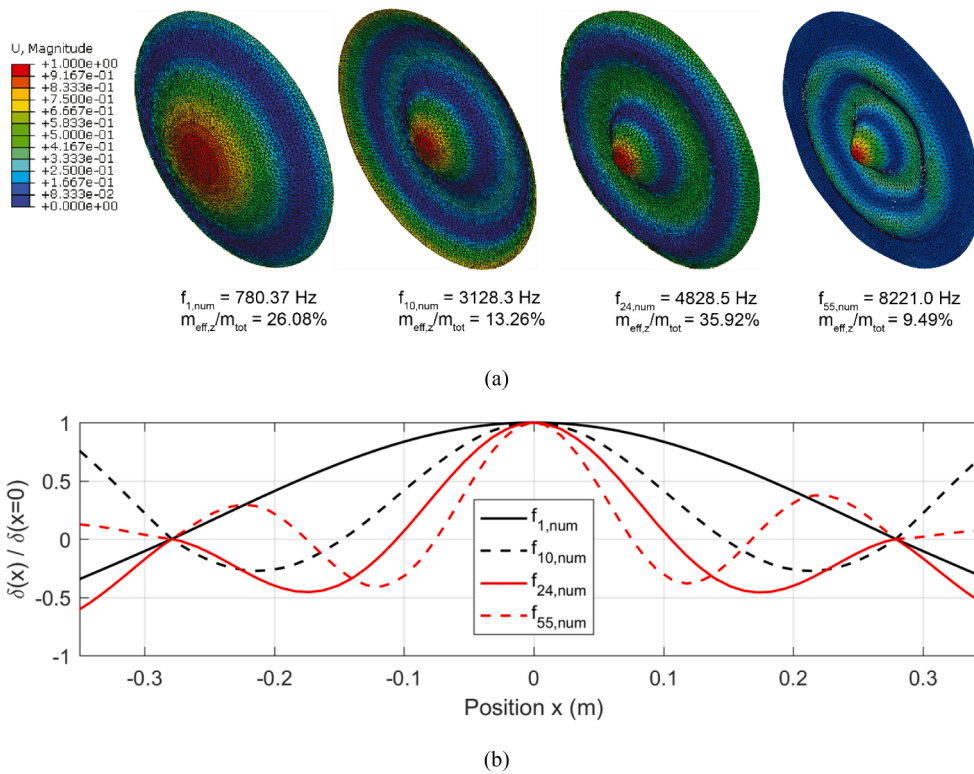 U, Magnitude
+1.000e+00
+9.167e-01
+8.333e-01
+7.500e-01
+6.667e-01
+5.833e-01
+5.000e-01
+4.167e-01
+3.333e-01
+2.500e-01
+1.667e-01
+8.333e-02
+0.000e+00
f1,num = 780.37 Hz
meff,z/mtot = 26.08%
f10,num = 3128.3 Hz
meff,z/mtot = 13.26%
f24,num = 4828.5 Hz
meff,z/mtot = 35.92%
f55,num = 8221.0 Hz
meff,z/mtot = 9.49%
(a)
δ(x) / δ(x=0)
1
0.5
0
-0.5
-1
f1,num
f10,num
f24,num
f55,num
-0.3
-0.2
-0.1
0
0.1
0.2
0.3
Position x (m)
(b)